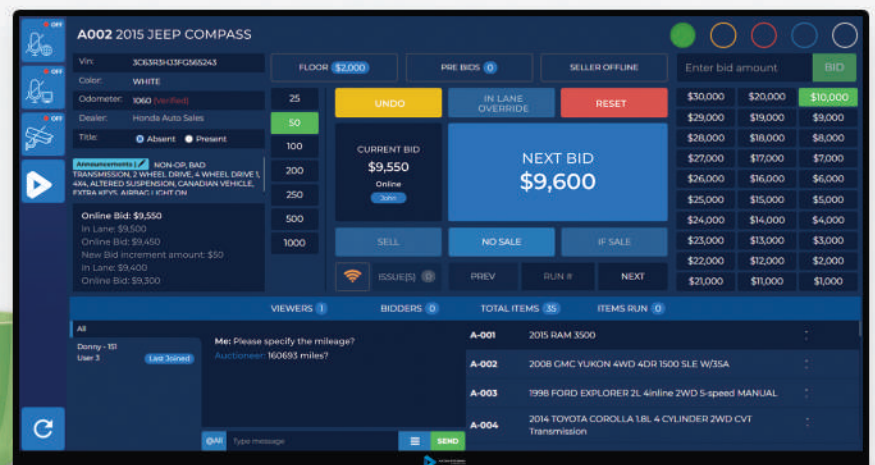 OFF
OFF
OFF
A002 2015 JEEP COMPASS
Vin: 3C63R3HJ3FG565243
Color: WHITE
Odometer: 1060 (Verified)
Dealer: Honda Auto Sales
Title: Absent Present
Announcements | NON-OP, BAD
TRANSMISSION, 2 WHEEL DRIVE, 4 WHEEL DRIVE 1,
4X4, ALTERED SUSPENSION, CANADIAN VEHICLE,
EXTRA KEYS, AIRBAG LIGHT ON
Online Bid: $9,550
In Lane: $9,500
Online Bid: $9,450
New Bid increment amount: $50
In Lane: $9,400
Online Bid: $9,300
FLOOR $2,000
PRE BIDS 0
SELLER OFFLINE
25
50
100
200
250
500
1000
UNDO
IN LANE
OVERRIDE
RESET
CURRENT BID
$9,550
Online
John
NEXT BID
$9,600
SELL
NO SALE
IF SALE
ISSUE(S) 0
PREV
RUN #
NEXT
Enter bid amount
BID
$30,000 $20,000 $10,000
$29,000 $19,000 $9,000
$28,000 $18,000 $8,000
$27,000 $17,000 $7,000
$26,000 $16,000 $6,000
$25,000 $15,000 $5,000
$24,000 $14,000 $4,000
$23,000 $13,000 $3,000
$22,000 $12,000 $2,000
$21,000 $11,000 $1,000
VIEWERS 1
BIDDERS 0
TOTAL ITEMS 35
ITEMS RUN 0
All
Donny - 151
User 3
Last Joined
Me: Please specify the mileage?
Auctioneer: 160693 miles?
@All
Type message
SEND
A-001 2015 RAM 3500
A-002 2008 GMC YUKON 4WD 4DR 1500 SLE W/3SA
A-003 1998 FORD EXPLORER 2L 4inline 2WD 5-speed MANUAL
A-004 2014 TOYOTA COROLLA 1.8L 4 CYLINDER 2WD CVT
Transmission